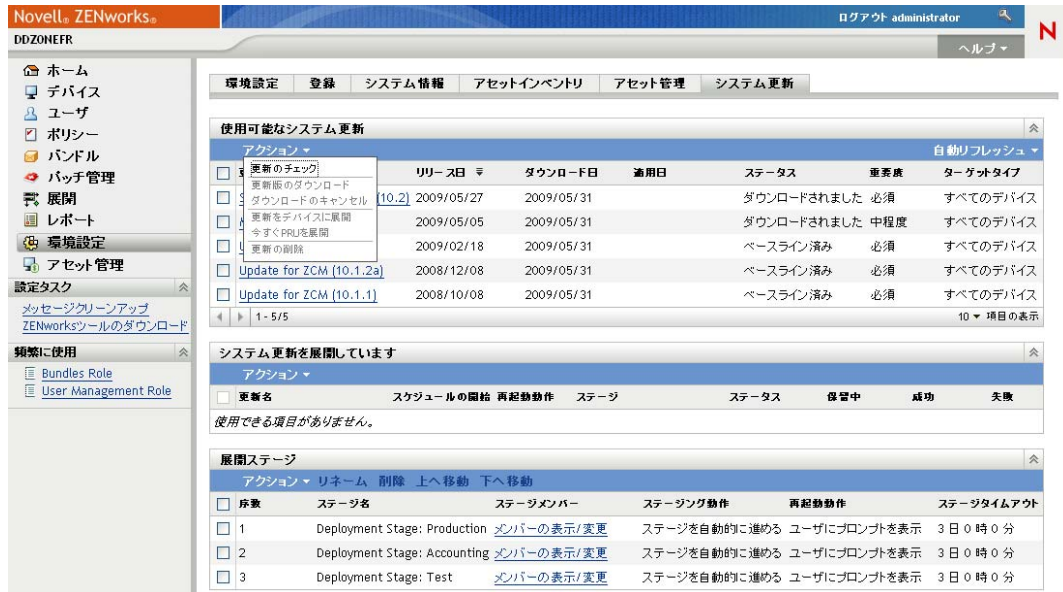 Novell® ZENworks®
ログアウト administrator
DDZONEFR
N
ヘルプ
ホーム
デバイス
ユーザ
ポリシー
バンドル
パッチ管理
展開
レポート
環境設定
アセット管理
設定タスク
メッセージクリーンアップ
ZENworksツールのダウンロード
頻繁に使用
Bundles Role
User Management Role
環境設定 登録 システム情報 アセットインベントリ アセット管理 システム更新
使用可能なシステム更新
アクション 自動リフレッシュ
更新のチェック
更新版のダウンロード
ダウンロードのキャンセル
更新をデバイスに展開
今すぐPRUを展開
更新の削除
リリース日 ダウンロード日 適用日 ステータス 重要度 ターゲットタイプ
(10.2) 2009/05/27 2009/05/31 ダウンロードされました 必須 すべてのデバイス
2009/05/05 2009/05/31 ダウンロードされました 中程度 すべてのデバイス
2009/02/18 2009/05/31 ベースライン済み 必須 すべてのデバイス
Update for ZCM (10.1.2a) 2008/12/08 2009/05/31 ベースライン済み 必須 すべてのデバイス
Update for ZCM (10.1.1) 2008/10/08 2009/05/31 ベースライン済み 必須 すべてのデバイス
1 - 5/5 10 項目の表示
システム更新を展開しています
アクション
更新名 スケジュールの開始 再起動動作 ステージ ステータス 保留中 成功 失敗
使用できる項目がありません。
展開ステージ
アクション リネーム 削除 上へ移動 下へ移動
序数 ステージ名 ステージメンバー ステージング動作 再起動動作 ステージタイムアウト
1 Deployment Stage: Production メンバーの表示/変更 ステージを自動的に進める ユーザにプロンプトを表示 3 日 0 時 0 分
2 Deployment Stage: Accounting メンバーの表示/変更 ステージを自動的に進める ユーザにプロンプトを表示 3 日 0 時 0 分
3 Deployment Stage: Test メンバーの表示/変更 ステージを自動的に進める ユーザにプロンプトを表示 3 日 0 時 0 分